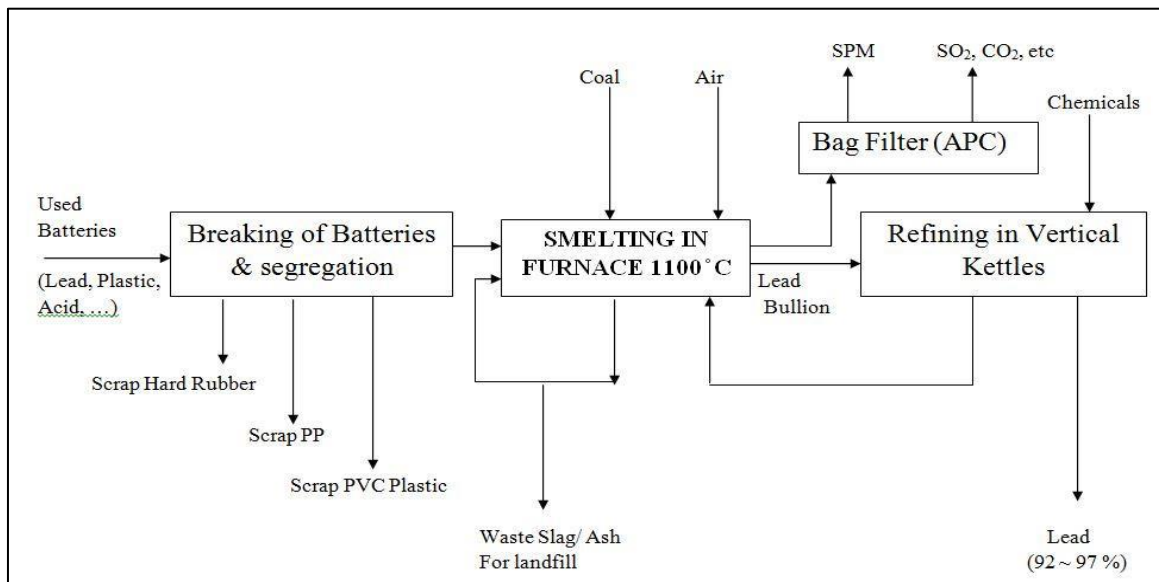 SPM
SO₂, CO₂, etc
Coal
Air
Chemicals
Bag Filter (APC)
Used
Batteries
(Lead, Plastic,
Acid, ...)
Breaking of Batteries
& segregation
SMELTING IN
FURNACE 1100°C
Lead
Bullion
Refining in Vertical
Kettles
Scrap Hard Rubber
Scrap PP
Scrap PVC Plastic
Waste Slag/ Ash
For landfill
Lead
(92 ~ 97 %)